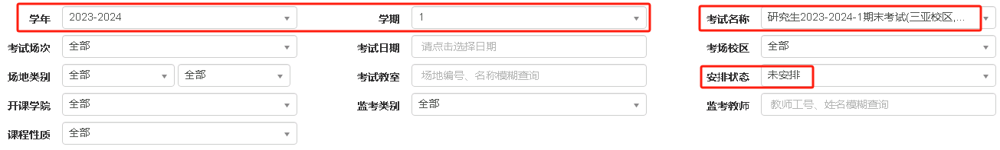 学年 2023-2024 学期 1 考试名称 研究生2023-2024-1期末考试(三亚校区,...
考试场次 全部 考试日期 请点击选择日期 考场校区 全部
场地类别 全部 全部 考试教室 场地编号、名称模糊查询 安排状态 未安排
开课学院 全部 监考类别 全部 监考教师 教师工号、姓名模糊查询
课程性质 全部